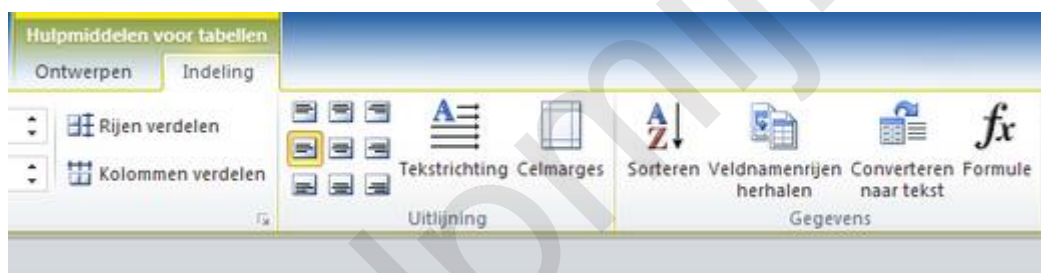 Hulpmiddelen voor tabellen
Ontwerpen Indeling
Rijen verdelen
Kolommen verdelen
Tekstrichting Celmarges
Uitlijning
Sorteren Veldnamenrijen herhalen Converteren naar tekst Formule
Gegevens